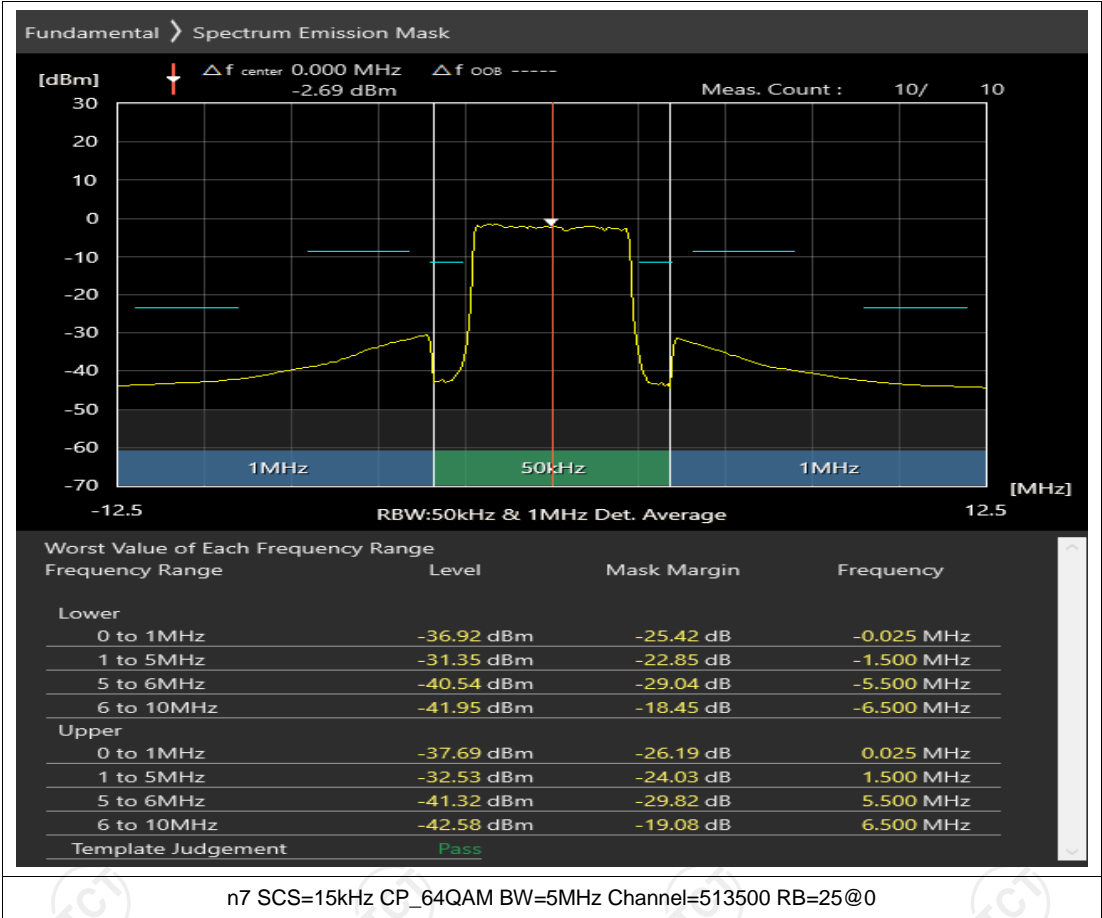 Fundamental ❯ Spectrum Emission Mask
[dBm] △f center 0.000 MHz △f OOB -----
-2.69 dBm Meas. Count : 10/ 10
30
20
10
0
-10
-20
-30
-40
-50
-60
1MHz 50kHz 1MHz
-70
[MHz]
-12.5 RBW:50kHz & 1MHz Det. Average 12.5
Worst Value of Each Frequency Range
Frequency Range Level Mask Margin Frequency
Lower
0 to 1MHz -36.92 dBm -25.42 dB -0.025 MHz
1 to 5MHz -31.35 dBm -22.85 dB -1.500 MHz
5 to 6MHz -40.54 dBm -29.04 dB -5.500 MHz
6 to 10MHz -41.95 dBm -18.45 dB -6.500 MHz
Upper
0 to 1MHz -37.69 dBm -26.19 dB 0.025 MHz
1 to 5MHz -32.53 dBm -24.03 dB 1.500 MHz
5 to 6MHz -41.32 dBm -29.82 dB 5.500 MHz
6 to 10MHz -42.58 dBm -19.08 dB 6.500 MHz
Template Judgement Pass
n7 SCS=15kHz CP_64QAM BW=5MHz Channel=513500 RB=25@0
TCT TCT TCT